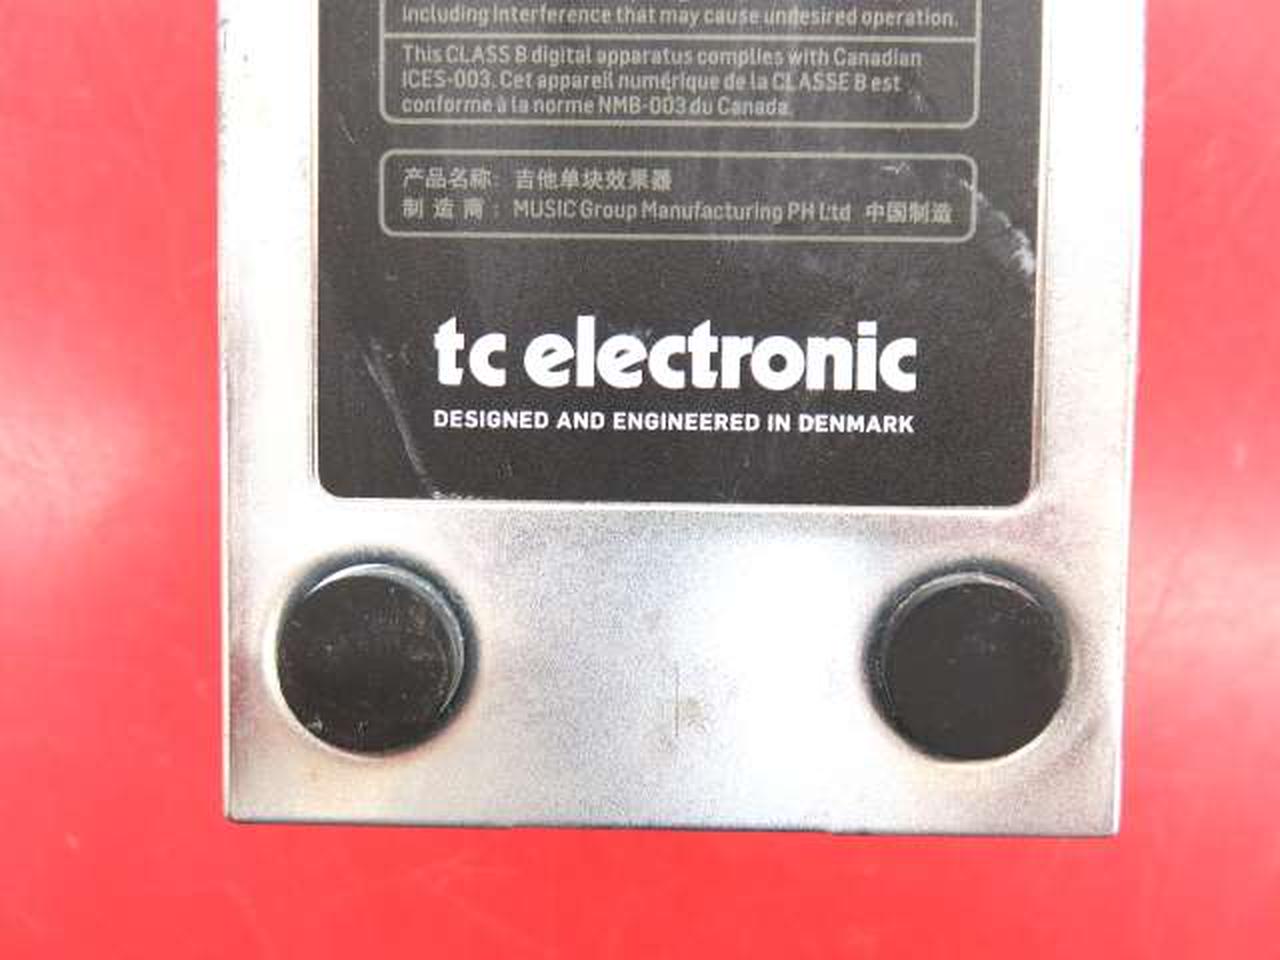 including interference that may cause undesired operation.
This CLASS B digital apparatus complies with Canadian
ICES-003. Cet appareil numérique de la CLASSE B est
conforme à la norme NMB-003 du Canada.
产品名称: 吉他单块效果器
制 造 商 : MUSIC Group Manufacturing PH Ltd 中国制造
tc electronic
DESIGNED AND ENGINEERED IN DENMARK